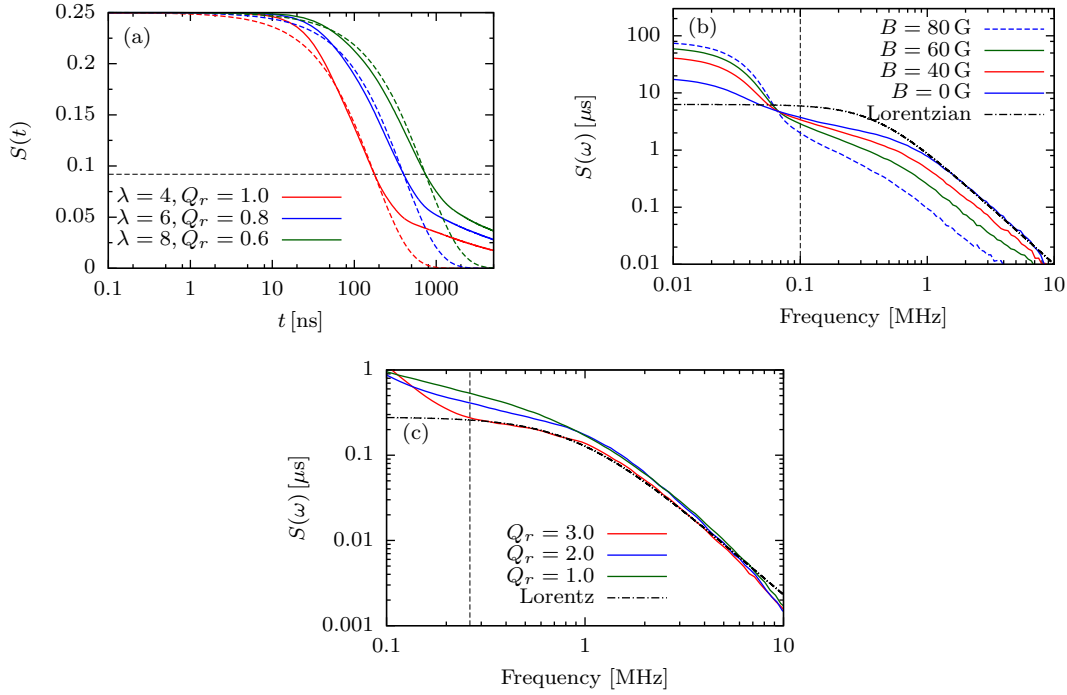 (a)
S(t)
0.25
0.20
0.15
0.10
0.05
0
λ = 4, Q_r = 1.0
λ = 6, Q_r = 0.8
λ = 8, Q_r = 0.6
0.1 1 10 100 1000
t [ns]
(b)
S(ω) [μs]
100
10
1
0.1
0.01
B = 80 G
B = 60 G
B = 40 G
B = 0 G
Lorentzian
0.01 0.1 1 10
Frequency [MHz]
(c)
S(ω) [μs]
1
0.1
0.01
0.001
Q_r = 3.0
Q_r = 2.0
Q_r = 1.0
Lorentz
0.1 1 10
Frequency [MHz]